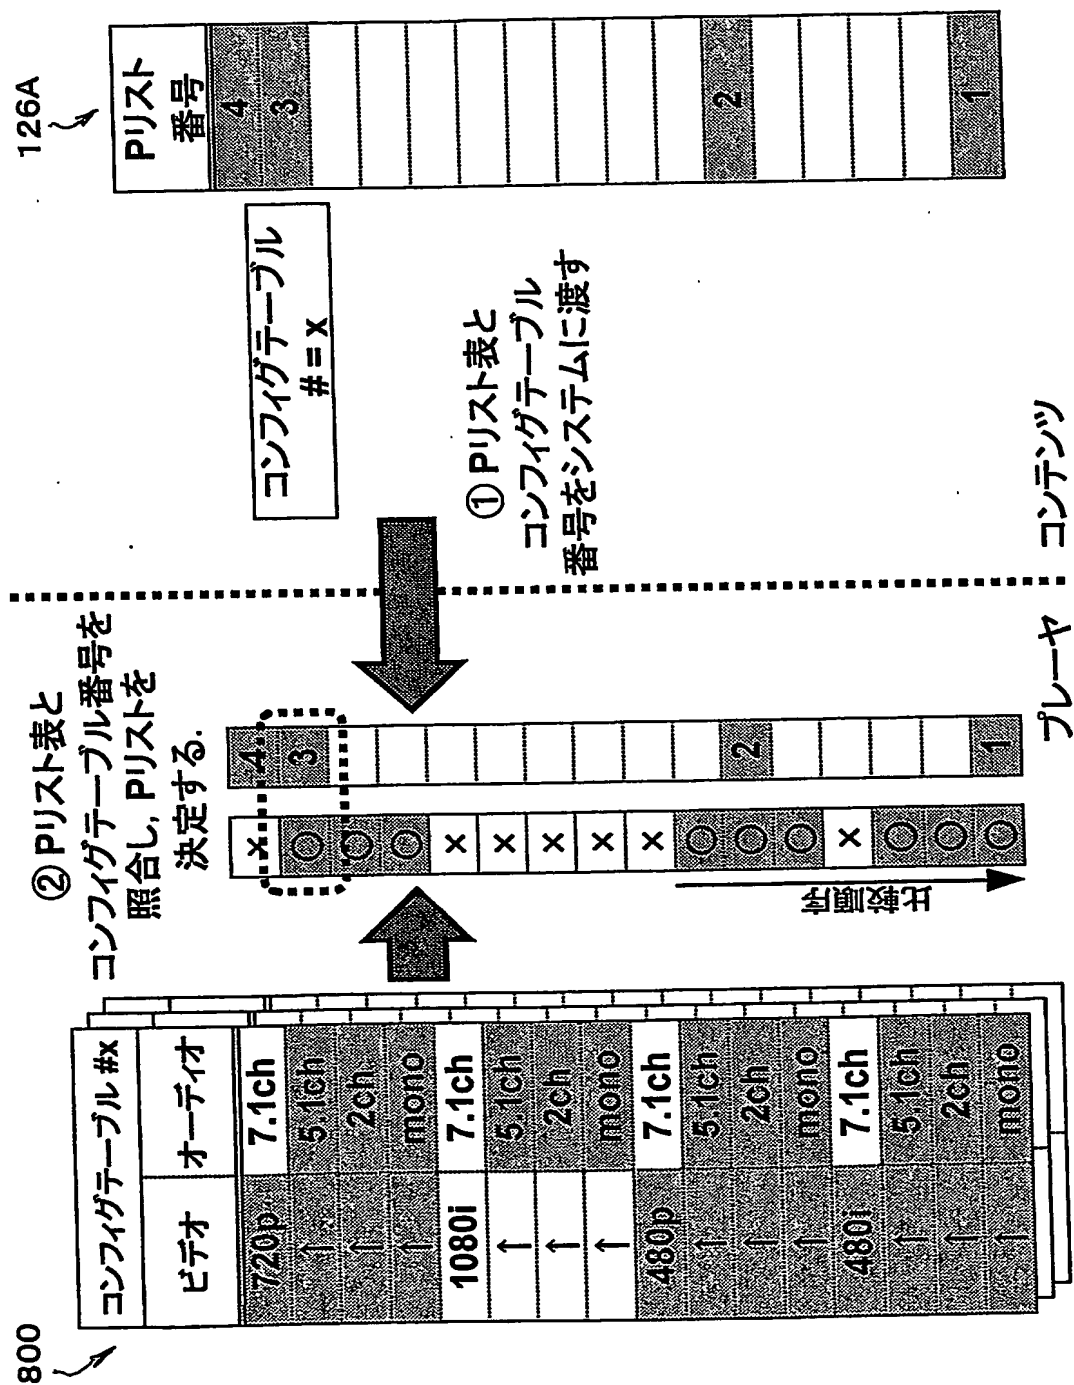 800
コンフィグテーブル #x
ビデオ オーディオ
720p 7.1ch
↑ 5.1ch
↑ 2ch
↑ mono
1080i 7.1ch
↑ 5.1ch
↑ 2ch
↑ mono
480p 7.1ch
↑ 5.1ch
↑ 2ch
↑ mono
480i 7.1ch
↑ 5.1ch
↑ 2ch
↑ mono
② Pリスト表と
コンフィグテーブル番号を
照合し, Pリストを
決定する.
× 4
○ 3
○
○
×
×
×
×
×
○
○ 2
○
×
○
○
○ 1
比較順序
プレーヤ
コンテンツ
コンフィグテーブル
# = x
① Pリスト表と
コンフィグテーブル
番号をシステムに渡す
126A
Pリスト
番号
4
3
2
1